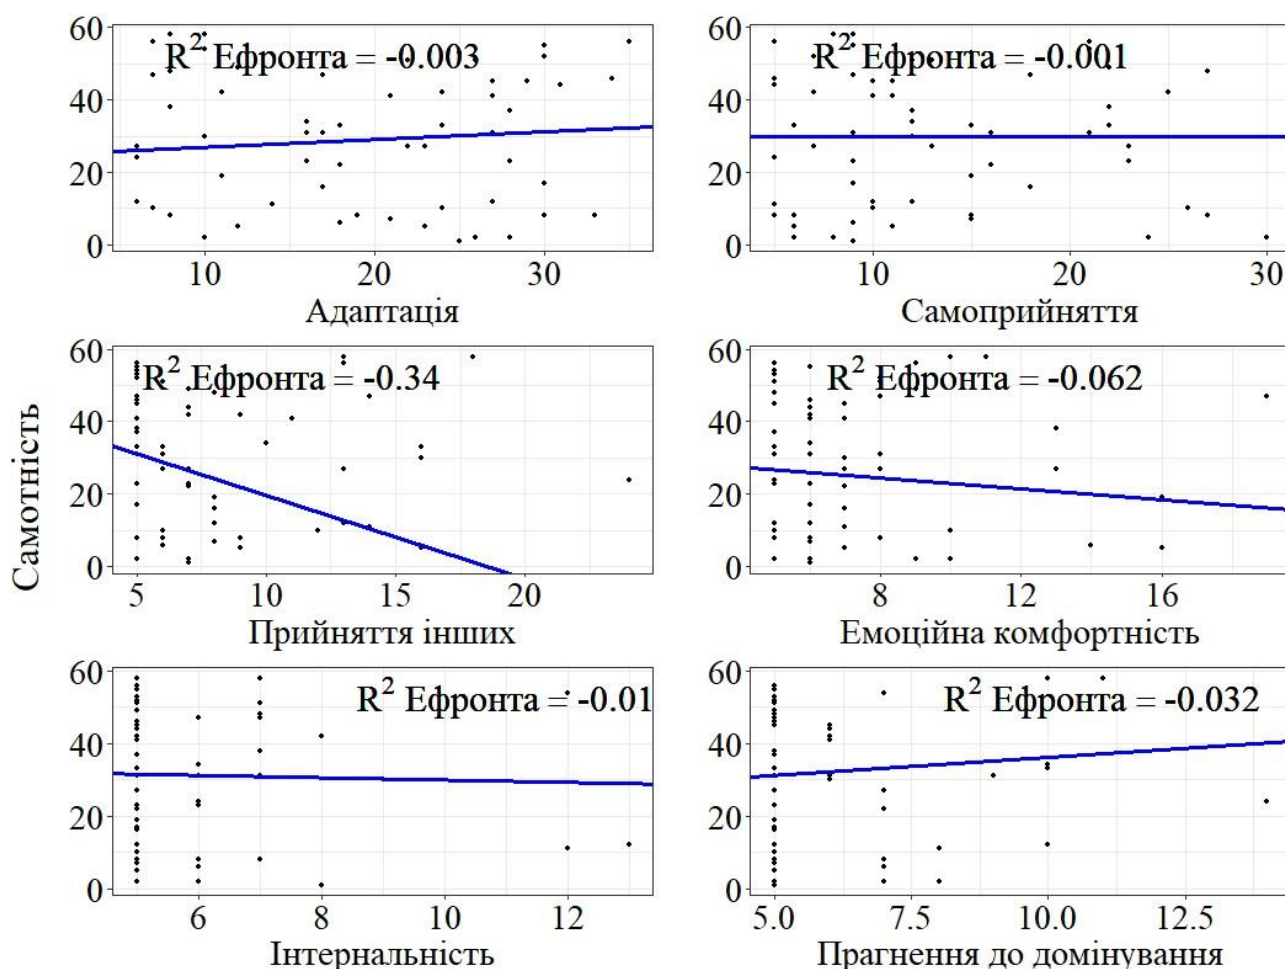 R² Ефронта = -0.003
60
40
20
0
10 20 30
Адаптація
R² Ефронта = -0.001
60
40
20
0
10 20 30
Самоприйняття
Самотність
R² Ефронта = -0.34
60
40
20
0
5 10 15 20
Прийняття інших
R² Ефронта = -0.062
60
40
20
0
8 12 16
Емоційна комфортність
R² Ефронта = -0.01
60
40
20
0
6 8 10 12
Інтернальність
R² Ефронта = -0.032
60
40
20
0
5.0 7.5 10.0 12.5
Прагнення до домінування